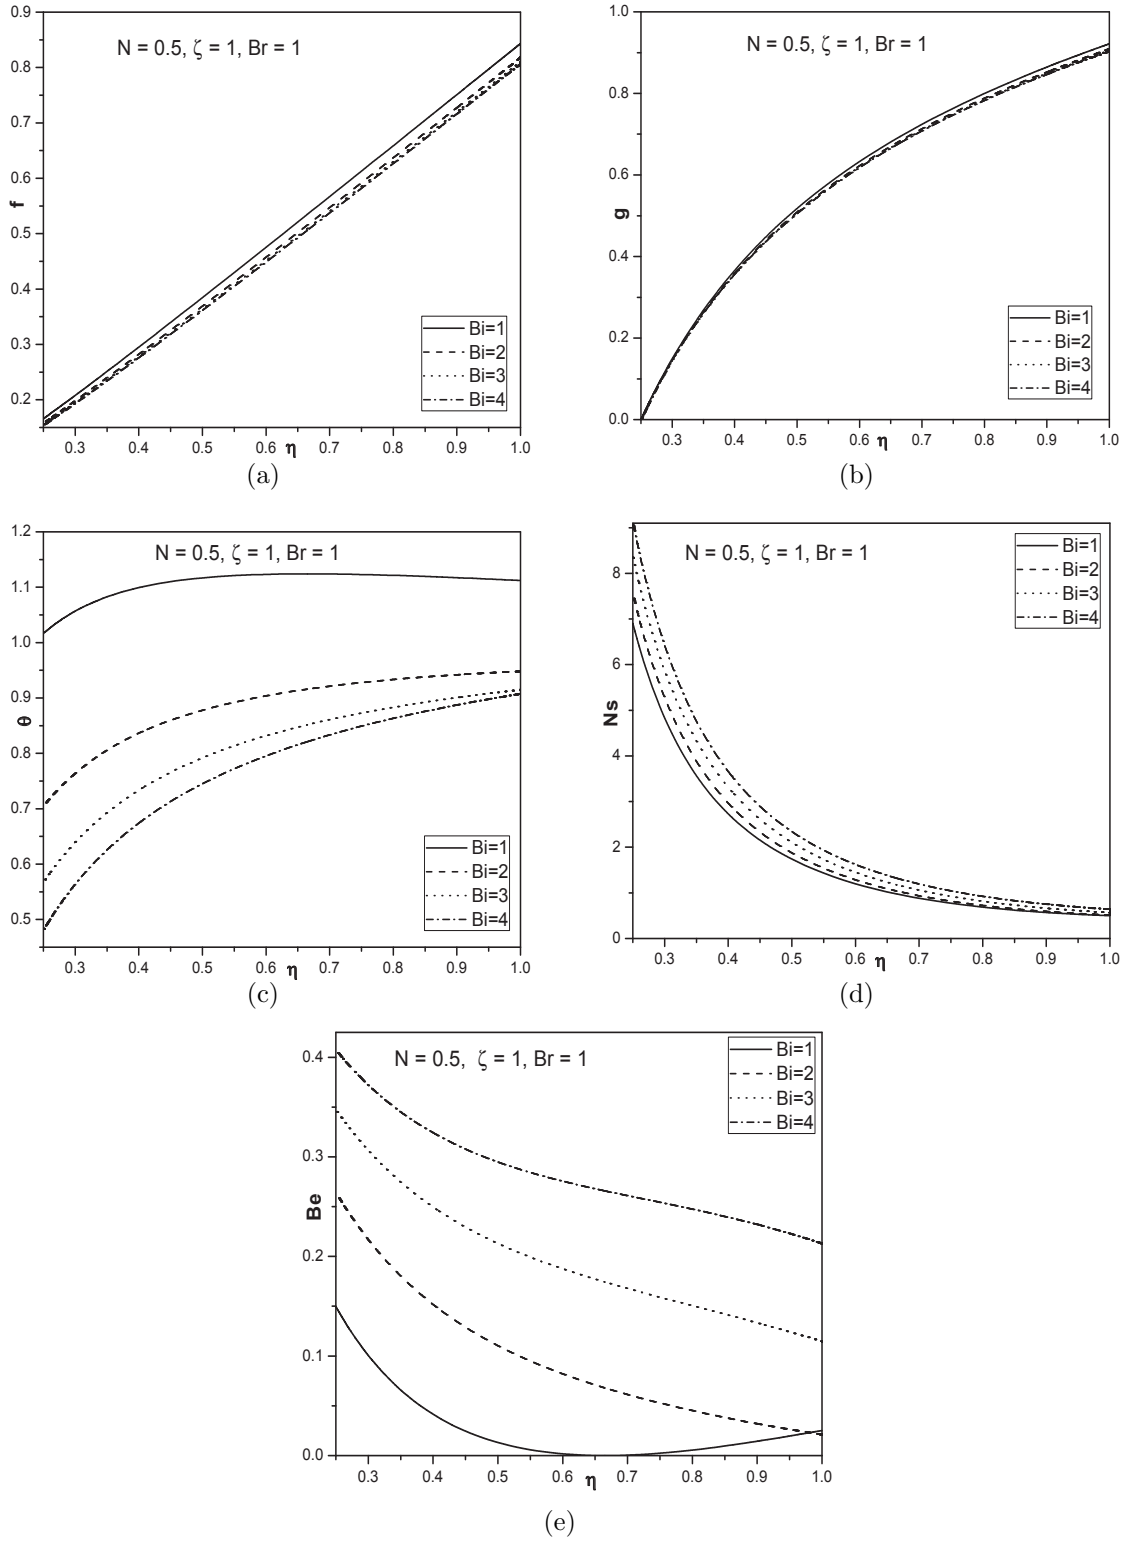 N = 0.5, ζ = 1, Br = 1
f
0.9
0.8
0.7
0.6
0.5
0.4
0.3
0.2
Bi=1
Bi=2
Bi=3
Bi=4
0.3 0.4 0.5 0.6 0.7 0.8 0.9 1.0
η
(a)
N = 0.5, ζ = 1, Br = 1
g
1.0
0.8
0.6
0.4
0.2
0.0
Bi=1
Bi=2
Bi=3
Bi=4
0.3 0.4 0.5 0.6 0.7 0.8 0.9 1.0
η
(b)
N = 0.5, ζ = 1, Br = 1
θ
1.2
1.1
1.0
0.9
0.8
0.7
0.6
0.5
Bi=1
Bi=2
Bi=3
Bi=4
0.3 0.4 0.5 0.6 0.7 0.8 0.9 1.0
η
(c)
N = 0.5, ζ = 1, Br = 1
Ns
8
6
4
2
0
Bi=1
Bi=2
Bi=3
Bi=4
0.3 0.4 0.5 0.6 0.7 0.8 0.9 1.0
η
(d)
N = 0.5, ζ = 1, Br = 1
Be
0.4
0.3
0.2
0.1
0.0
Bi=1
Bi=2
Bi=3
Bi=4
0.3 0.4 0.5 0.6 0.7 0.8 0.9 1.0
η
(e)